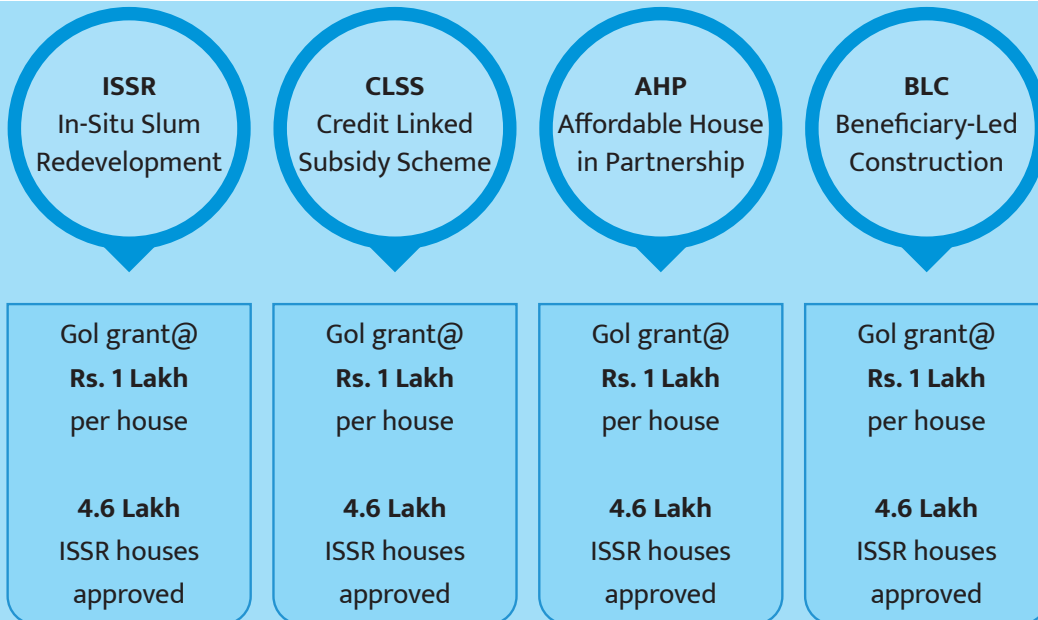 ISSR
In-Situ Slum
Redevelopment
CLSS
Credit Linked
Subsidy Scheme
AHP
Affordable House
in Partnership
BLC
Beneficiary-Led
Construction
GoI grant@
Rs. 1 Lakh
per house
4.6 Lakh
ISSR houses
approved
GoI grant@
Rs. 1 Lakh
per house
4.6 Lakh
ISSR houses
approved
GoI grant@
Rs. 1 Lakh
per house
4.6 Lakh
ISSR houses
approved
GoI grant@
Rs. 1 Lakh
per house
4.6 Lakh
ISSR houses
approved